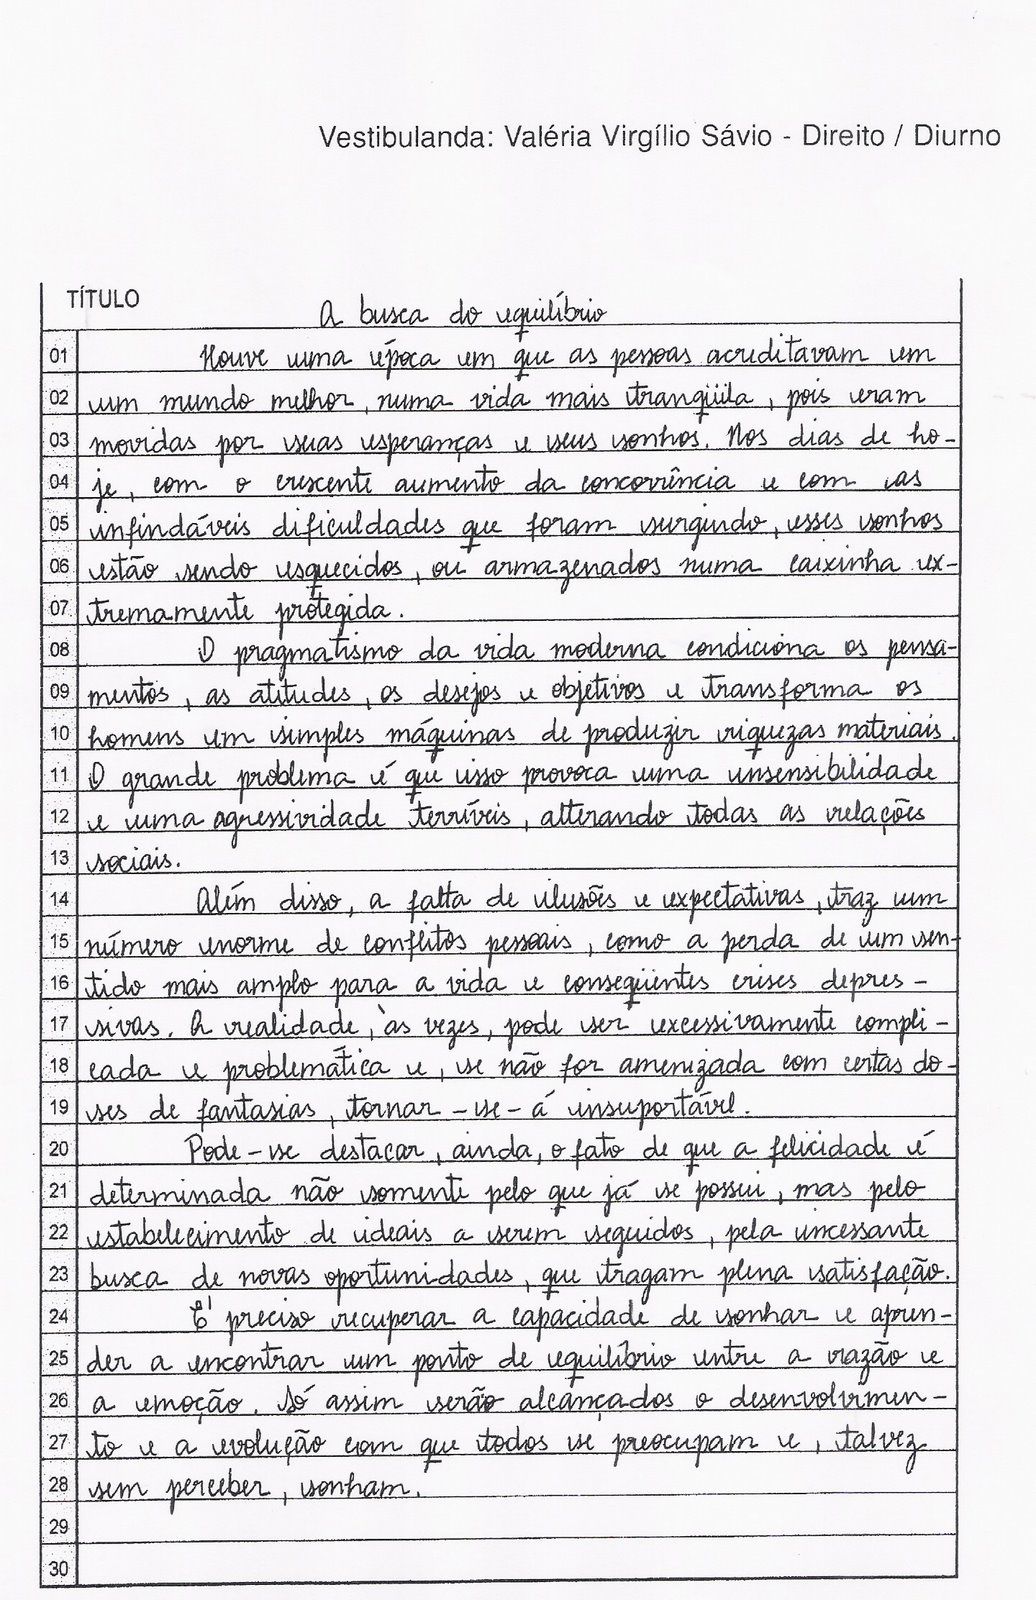 Vestibulanda: Valéria Virgílio Sávio - Direito / Diurno
TÍTULO A busca do equilíbrio
01 Houve uma época em que as pessoas acreditavam em
02 um mundo melhor, numa vida mais tranqüila, pois eram
03 movidas por suas esperanças e seus sonhos. Nos dias de ho-
04 je, com o crescente aumento da concorrência e com as
05 infindáveis dificuldades que foram surgindo, esses sonhos
06 estão sendo esquecidos, ou armazenados numa caixinha ex-
07 tremamente protegida.
08 O pragmatismo da vida moderna condiciona os pensa-
09 mentos, as atitudes, os desejos e objetivos e transforma os
10 homens em simples máquinas de produzir riquezas materiais.
11 O grande problema é que isso provoca uma insensibilidade
12 e uma agressividade terríveis, alterando todas as relações
13 sociais.
14 Além disso, a falta de ilusões e expectativas, traz um
15 número enorme de conflitos pessoais, como a perda de um sen-
16 tido mais amplo para a vida e conseqüentes crises depres-
17 sivas. A realidade, às vezes, pode ser excessivamente compli-
18 cada e problemática e, se não for amenizada com certas do-
19 ses de fantasias, tornar-se-á insuportável.
20 Pode-se destacar, ainda, o fato de que a felicidade é
21 determinada não somente pelo que já se possui, mas pelo
22 estabelecimento de ideais a serem seguidos, pela incessante
23 busca de novas oportunidades, que tragam plena satisfação.
24 É preciso recuperar a capacidade de sonhar e apren-
25 der a encontrar um ponto de equilíbrio entre a razão e
26 a emoção. Só assim serão alcançados o desenvolvimen-
27 to e a evolução com que todos se preocupam e, talvez
28 sem perceber, sonham.
29
30